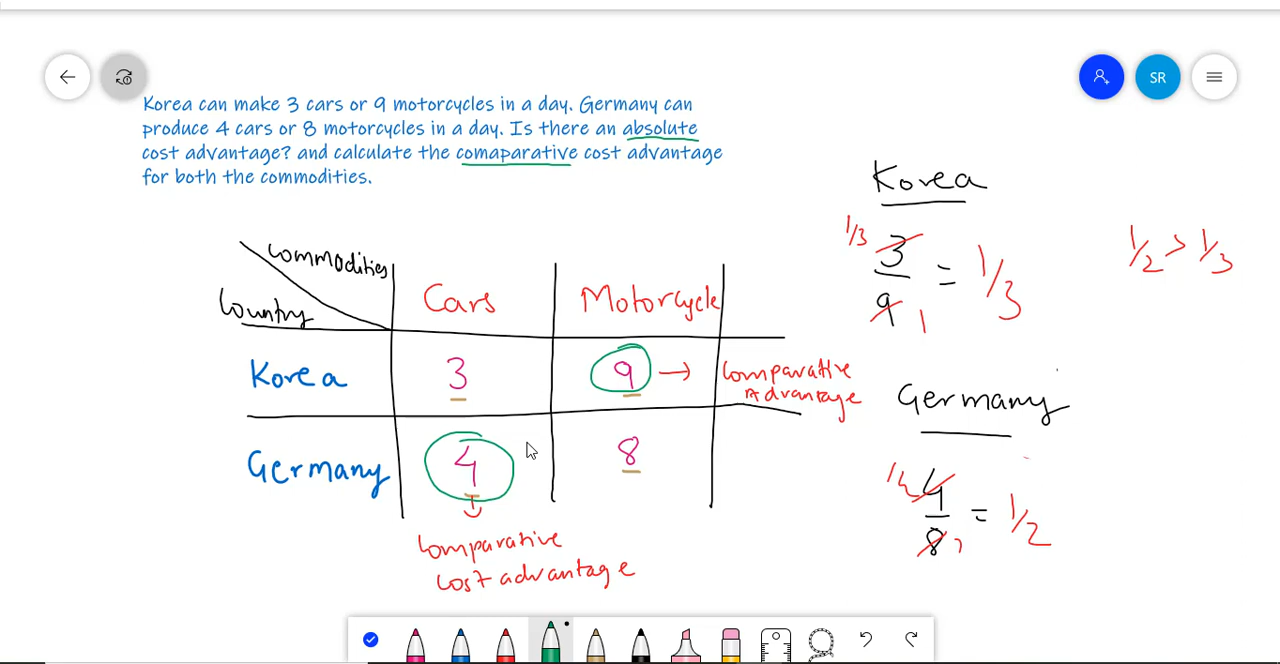 SR
Korea can make 3 cars or 9 motorcycles in a day. Germany can
produce 4 cars or 8 motorcycles in a day. Is there an absolute
cost advantage? and calculate the comaparative cost advantage
for both the commodities.
Korea
1/3 3/9 1 = 1/3
1/2 > 1/3
Commodities
Country
Cars
Motorcycle
Korea
3
9 →
Comparative
Advantage
Germany
4
8
Comparative
Cost advantage
Germany
4/8 = 1/2